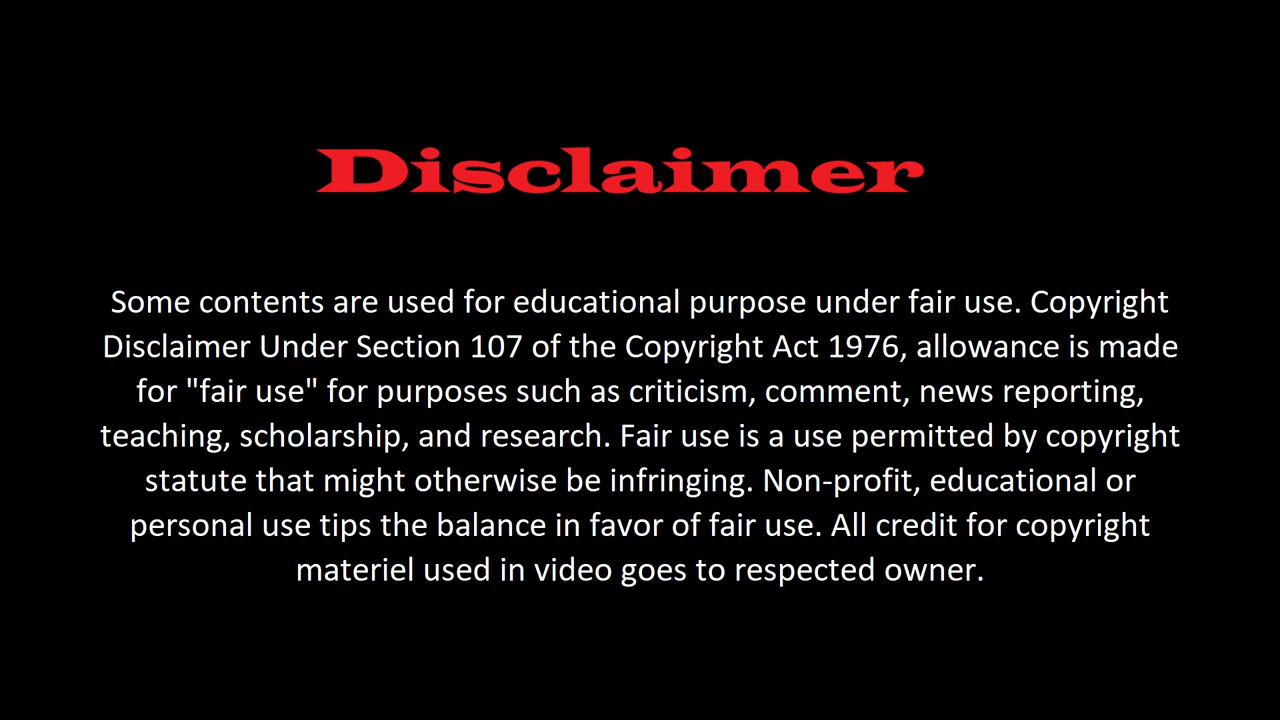 Disclaimer
Some contents are used for educational purpose under fair use. Copyright
Disclaimer Under Section 107 of the Copyright Act 1976, allowance is made
for "fair use" for purposes such as criticism, comment, news reporting,
teaching, scholarship, and research. Fair use is a use permitted by copyright
statute that might otherwise be infringing. Non-profit, educational or
personal use tips the balance in favor of fair use. All credit for copyright
materiel used in video goes to respected owner.